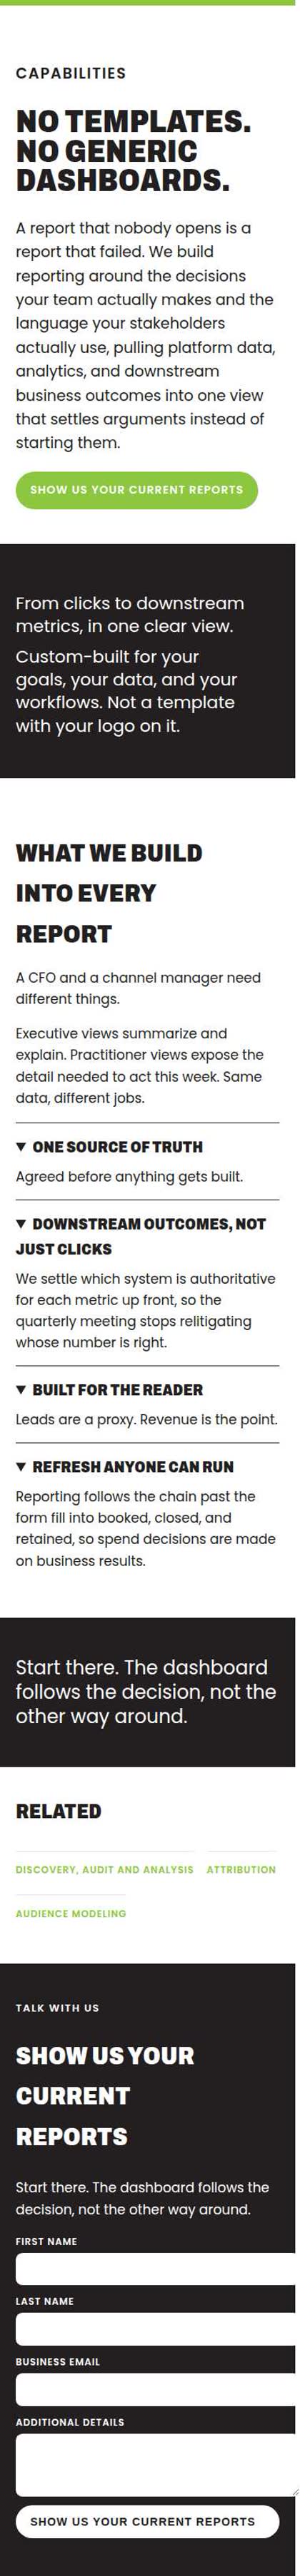 CAPABILITIES
NO TEMPLATES.
NO GENERIC
DASHBOARDS.
A report that nobody opens is a
report that failed. We build
reporting around the decisions
your team actually makes and the
language your stakeholders
actually use, pulling platform data,
analytics, and downstream
business outcomes into one view
that settles arguments instead of
starting them.
SHOW US YOUR CURRENT REPORTS
From clicks to downstream
metrics, in one clear view.
Custom-built for your
goals, your data, and your
workflows. Not a template
with your logo on it.
WHAT WE BUILD
INTO EVERY
REPORT
A CFO and a channel manager need
different things.
Executive views summarize and
explain. Practitioner views expose the
detail needed to act this week. Same
data, different jobs.
▼ ONE SOURCE OF TRUTH
Agreed before anything gets built.
▼ DOWNSTREAM OUTCOMES, NOT
JUST CLICKS
We settle which system is authoritative
for each metric up front, so the
quarterly meeting stops relitigating
whose number is right.
▼ BUILT FOR THE READER
Leads are a proxy. Revenue is the point.
▼ REFRESH ANYONE CAN RUN
Reporting follows the chain past the
form fill into booked, closed, and
retained, so spend decisions are made
on business results.
Start there. The dashboard
follows the decision, not the
other way around.
RELATED
DISCOVERY, AUDIT AND ANALYSIS ATTRIBUTION
AUDIENCE MODELING
TALK WITH US
SHOW US YOUR
CURRENT
REPORTS
Start there. The dashboard follows the
decision, not the other way around.
FIRST NAME
LAST NAME
BUSINESS EMAIL
ADDITIONAL DETAILS
SHOW US YOUR CURRENT REPORTS